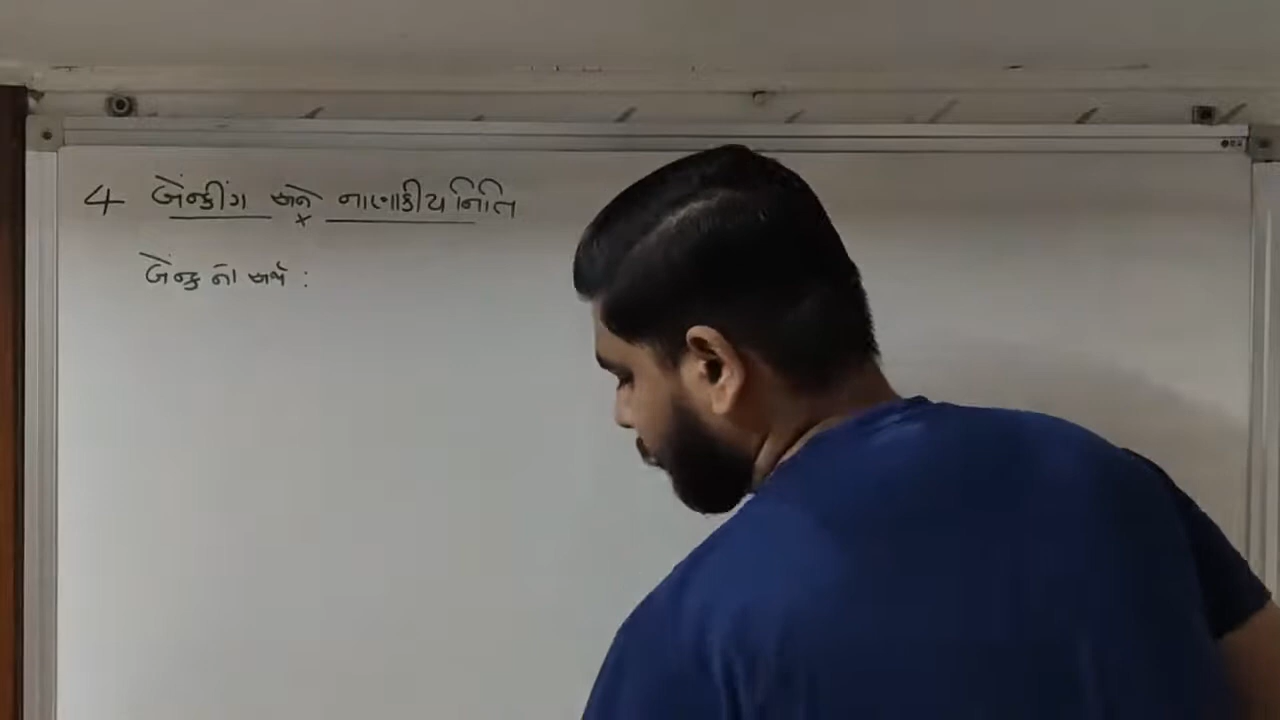 4 બેંન્કીંગ અને નાણાકીય નિતિ
x
બેંન્ક નો અર્થ :